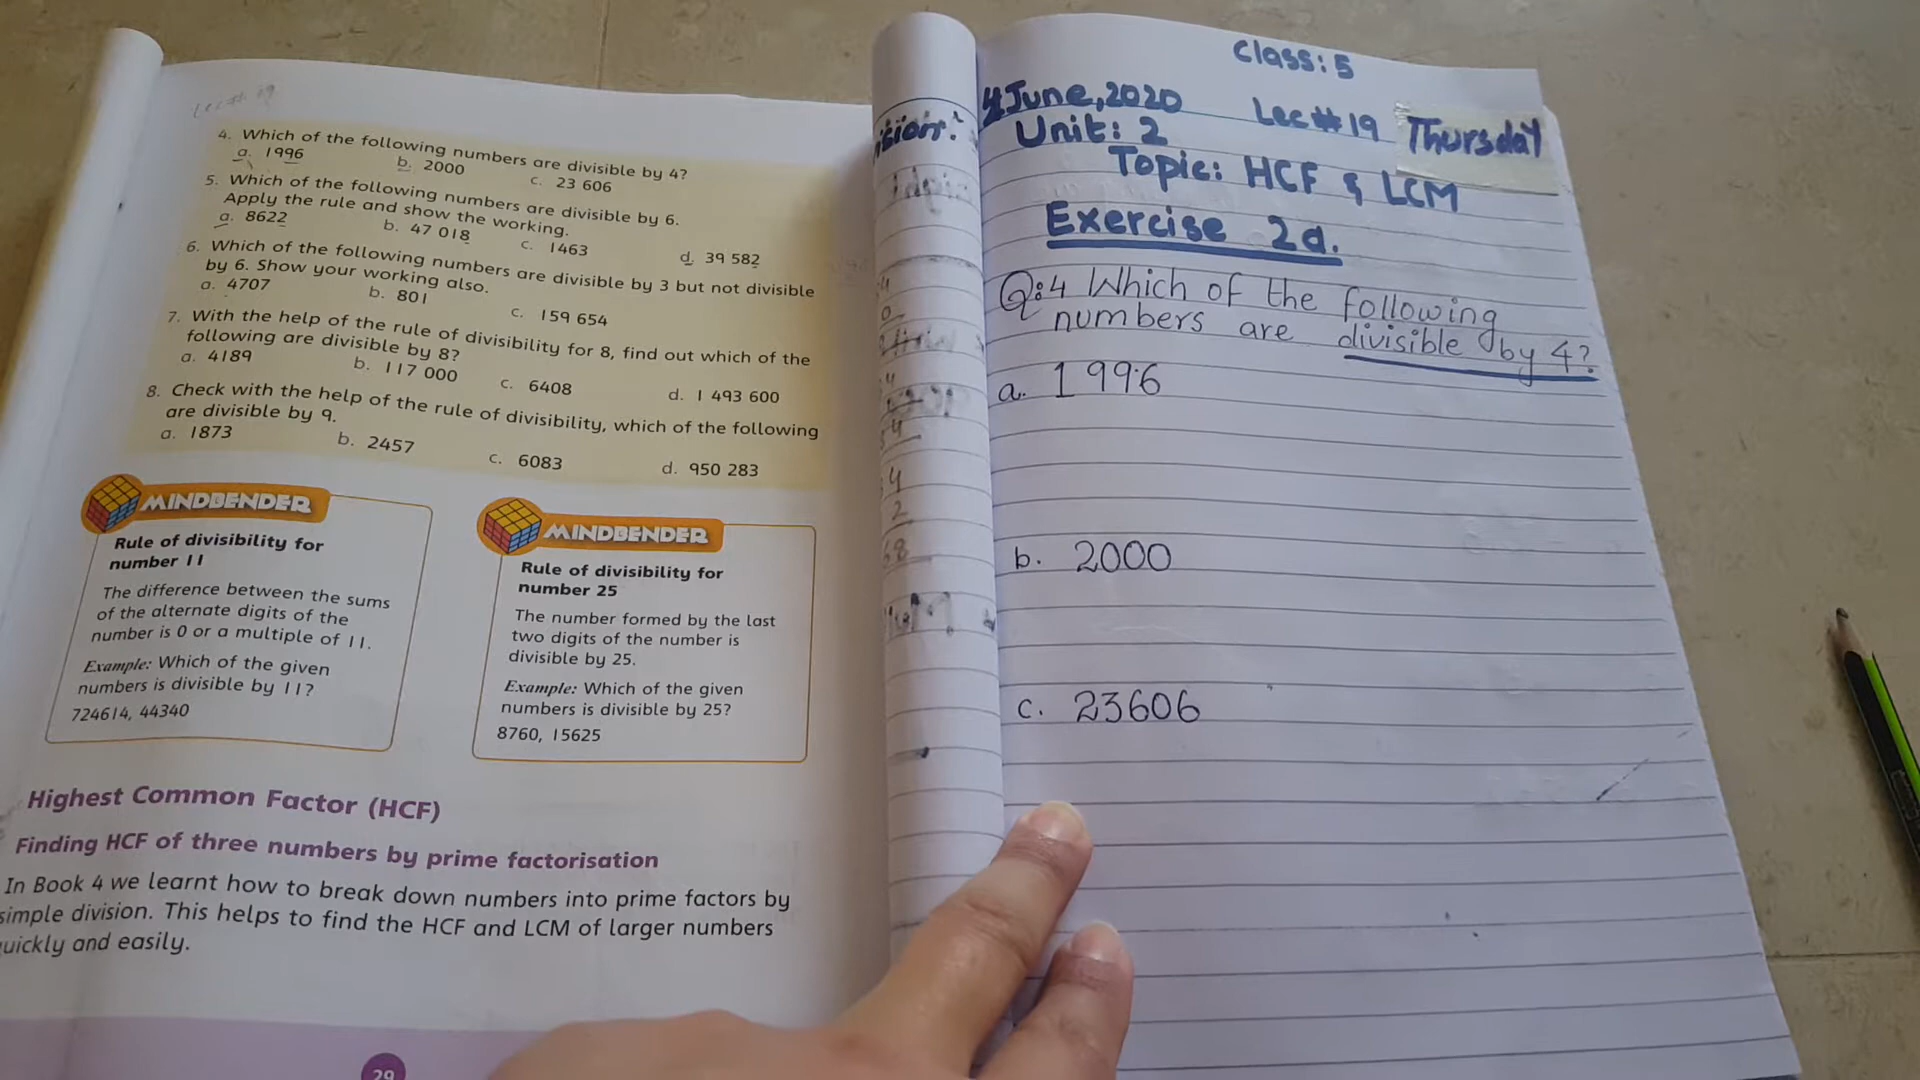 Lec# 19
4. Which of the following numbers are divisible by 4?
a. 1996 b. 2000 c. 23 606
5. Which of the following numbers are divisible by 6.
Apply the rule and show the working.
a. 8622 b. 47 018 c. 1463 d. 39 582
6. Which of the following numbers are divisible by 3 but not divisible
by 6. Show your working also.
a. 4707 b. 801 c. 159 654
7. With the help of the rule of divisibility for 8, find out which of the
following are divisible by 8?
a. 4189 b. 117 000 c. 6408 d. 1 493 600
8. Check with the help of the rule of divisibility, which of the following
are divisible by 9.
a. 1873 b. 2457 c. 6083 d. 950 283
MINDBENDER
Rule of divisibility for
number 11
The difference between the sums
of the alternate digits of the
number is 0 or a multiple of 11.
Example: Which of the given
numbers is divisible by 11?
724614, 44340
MINDBENDER
Rule of divisibility for
number 25
The number formed by the last
two digits of the number is
divisible by 25.
Example: Which of the given
numbers is divisible by 25?
8760, 15625
Highest Common Factor (HCF)
Finding HCF of three numbers by prime factorisation
In Book 4 we learnt how to break down numbers into prime factors by
simple division. This helps to find the HCF and LCM of larger numbers
quickly and easily.
29
Class: 5
4 June, 2020 Lec# 19 Thursday
Unit: 2
Topic: HCF & LCM
Exercise 2a.
Q:4 Which of the following
numbers are divisible by 4?
a. 1996
b. 2000
c. 23606